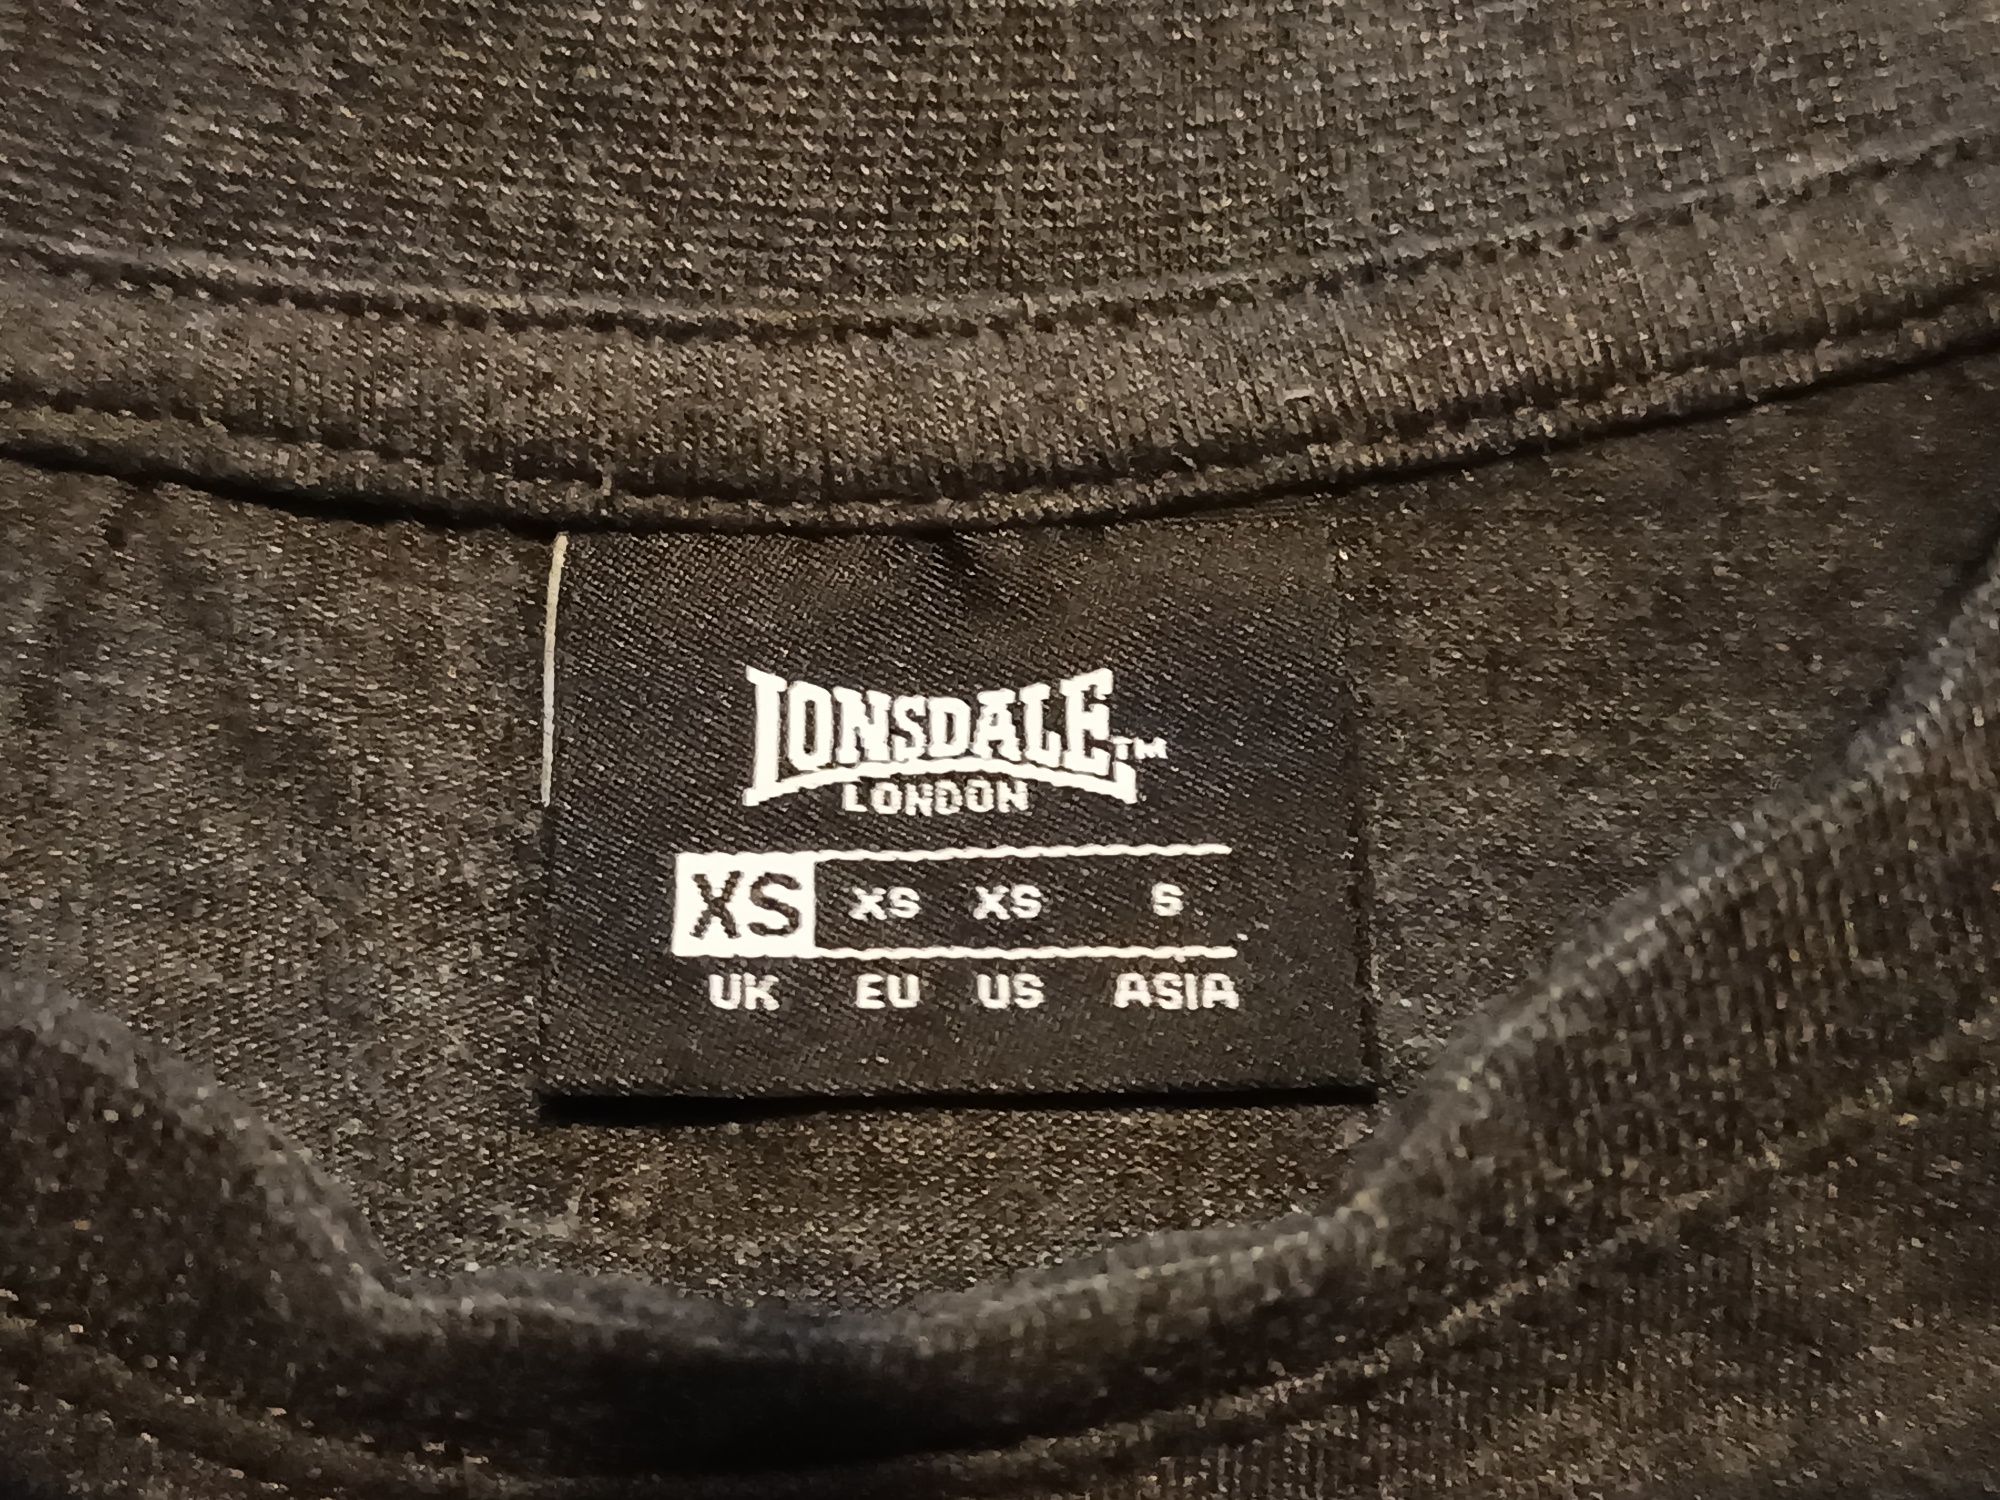 LONSDALE™
LONDON
XS XS XS S
UK EU US ASIA